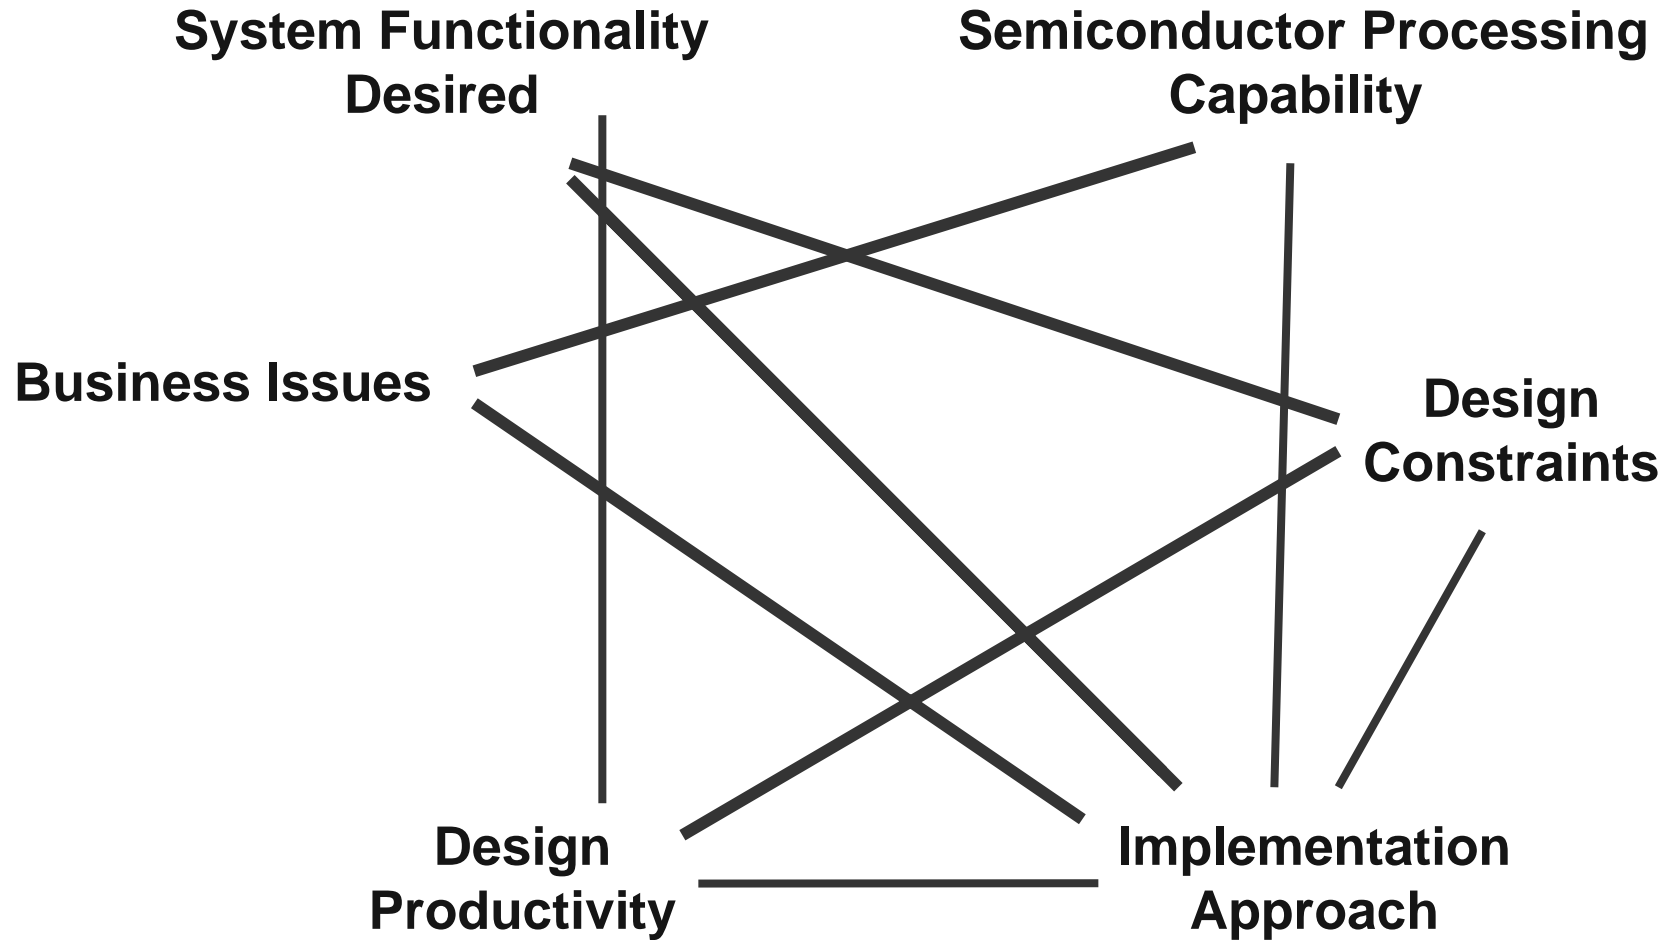 System Functionality
Desired
Semiconductor Processing
Capability
Business Issues
Design
Constraints
Design
Productivity
Implementation
Approach